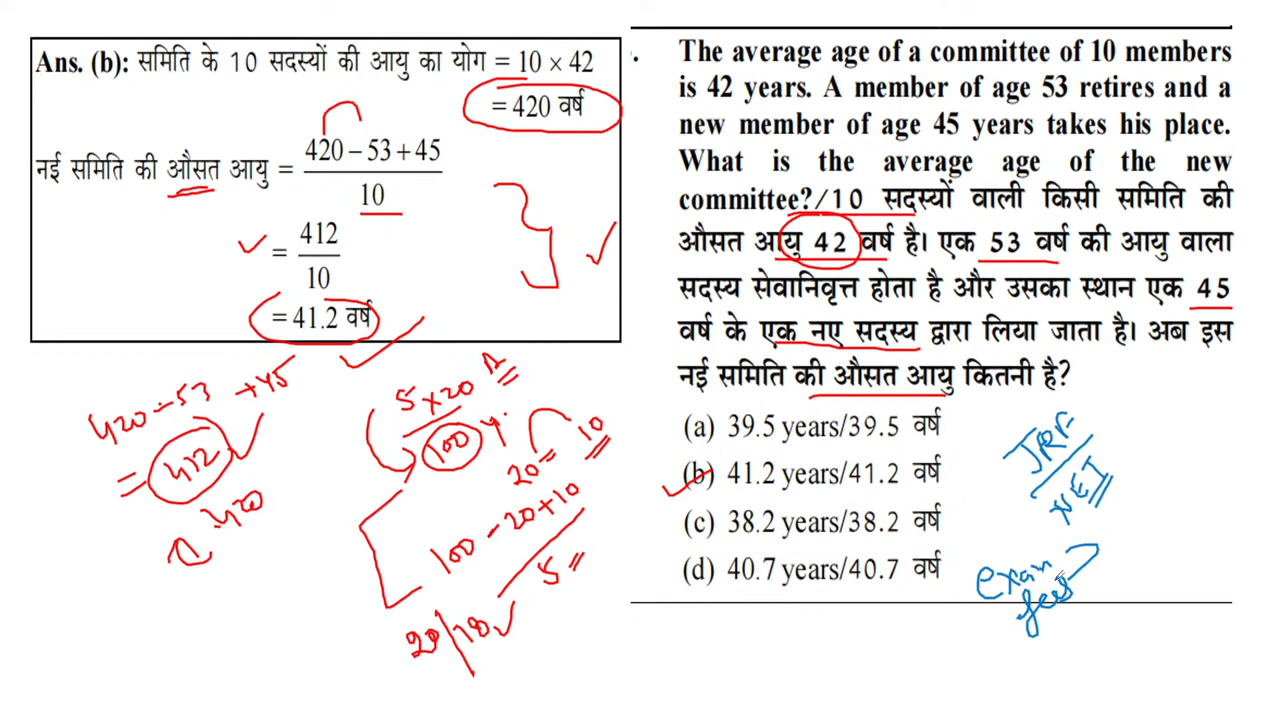 Ans. (b): समिति के 10 सदस्यों की आयु का योग = 10 × 42
= 420 वर्ष
नई समिति की औसत आयु = 420 – 53 + 45
10
= 412
10
= 41.2 वर्ष
420 – 53 + 45
= 412
420
5 x 20
100
20 = 10
100 – 20 + 10
5 =
20/18
The average age of a committee of 10 members
is 42 years. A member of age 53 retires and a
new member of age 45 years takes his place.
What is the average age of the new
committee?/10 सदस्यों वाली किसी समिति की
औसत आयु 42 वर्ष है। एक 53 वर्ष की आयु वाला
सदस्य सेवानिवृत्त होता है और उसका स्थान एक 45
वर्ष के एक नए सदस्य द्वारा लिया जाता है। अब इस
नई समिति की औसत आयु कितनी है?
(a) 39.5 years/39.5 वर्ष
(b) 41.2 years/41.2 वर्ष
(c) 38.2 years/38.2 वर्ष
(d) 40.7 years/40.7 वर्ष
JRF
NET
exam
fees